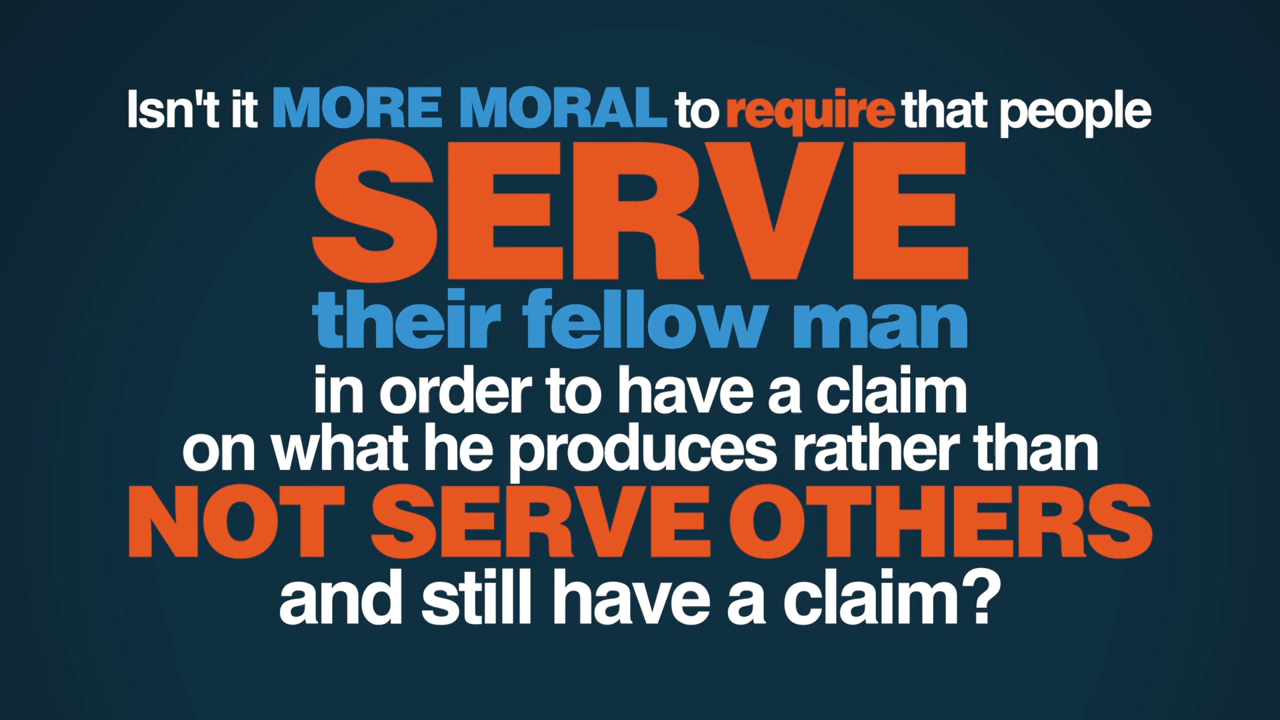 Isn't it MORE MORAL to require that people
SERVE
their fellow man
in order to have a claim
on what he produces rather than
NOT SERVE OTHERS
and still have a claim?